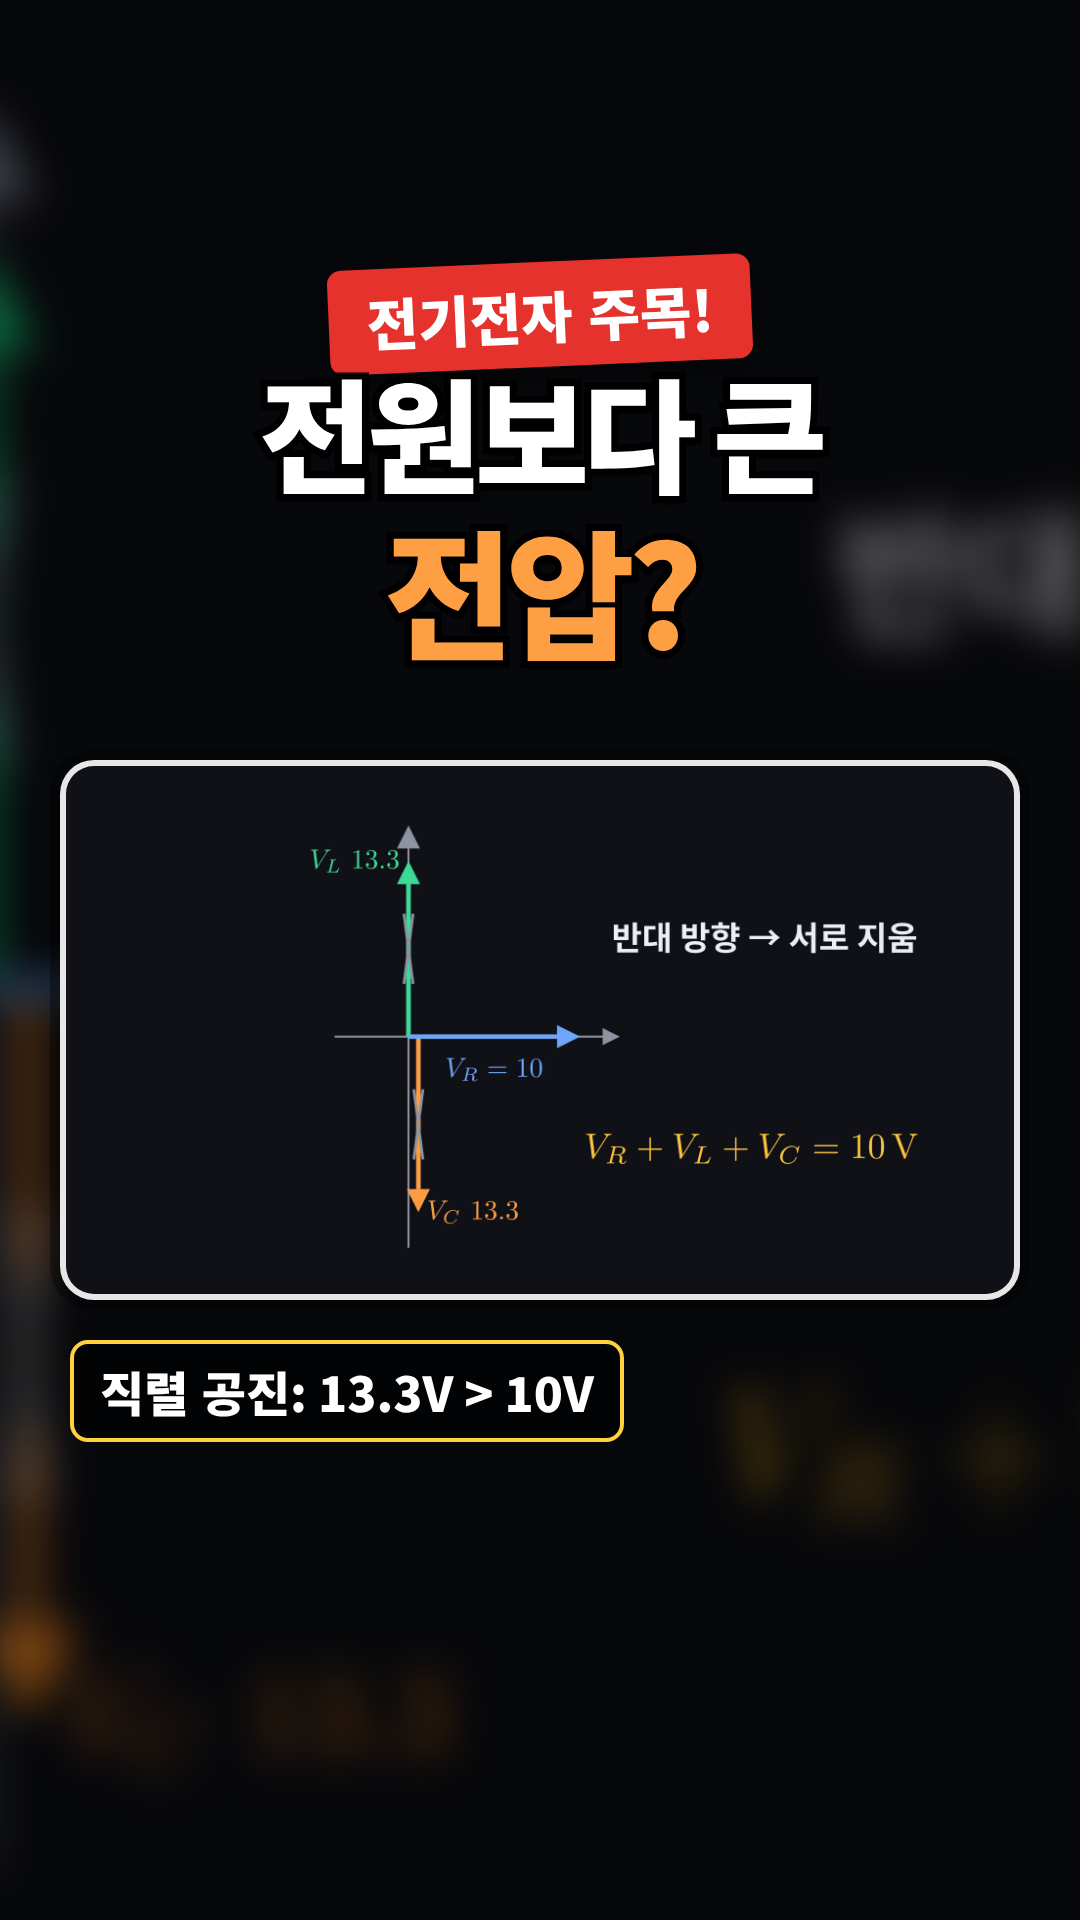 전기전자 주목!
전원보다 큰
전압?
V_L 13.3
반대 방향 → 서로 지움
V_R = 10
V_R + V_L + V_C = 10 V
V_C 13.3
직렬 공진: 13.3V > 10V